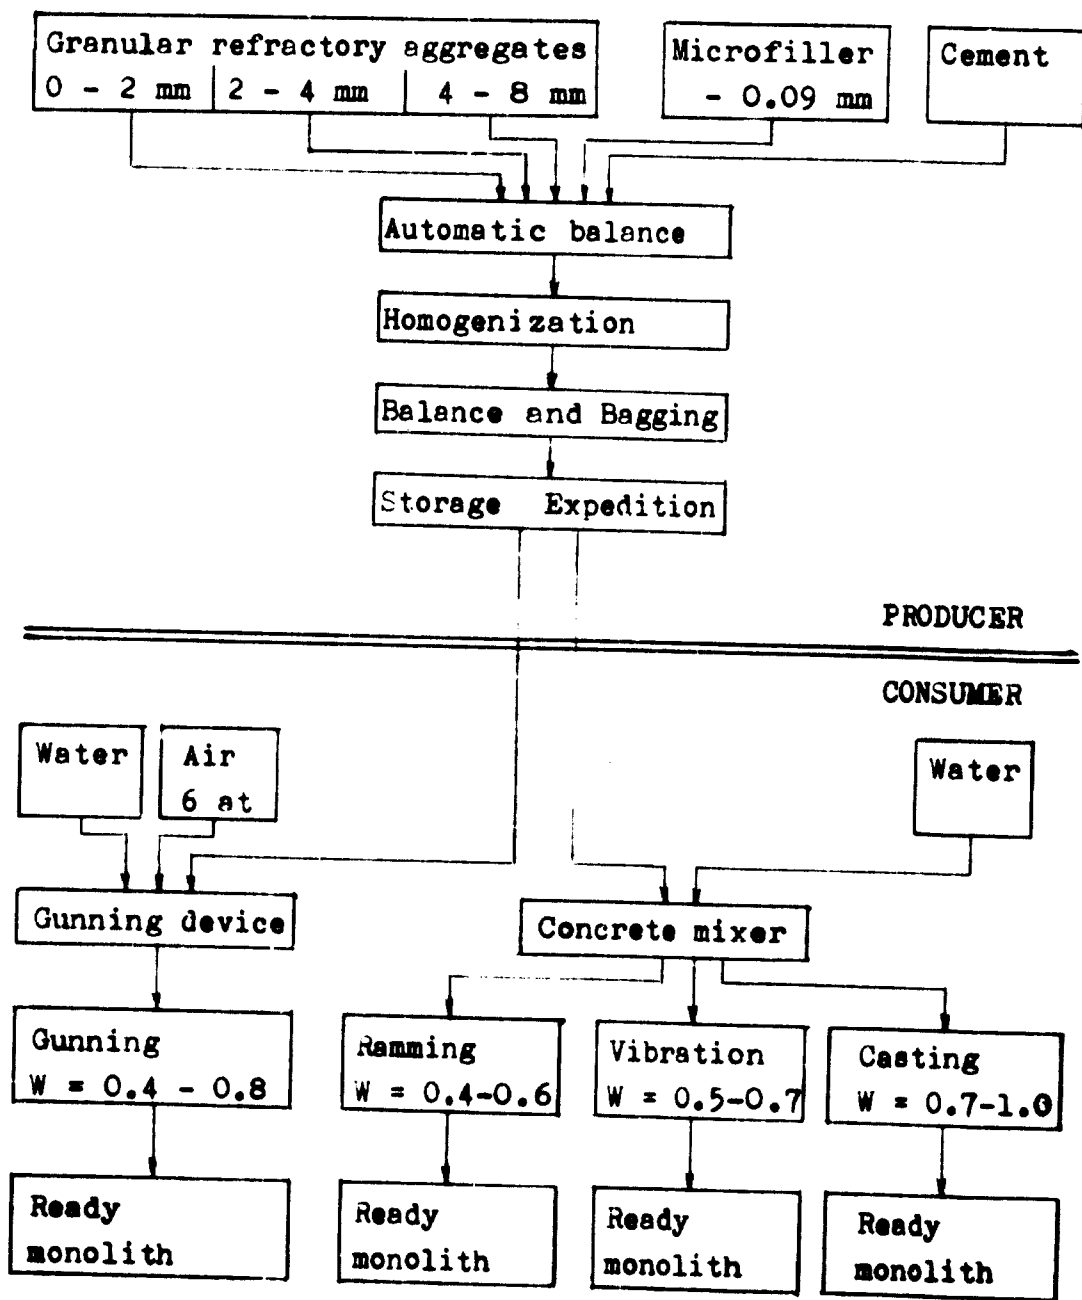 Granular refractory aggregates
0 - 2 mm 2 - 4 mm 4 - 8 mm
Microfiller
- 0.09 mm
Cement
Automatic balance
Homogenization
Balance and Bagging
Storage Expedition
PRODUCER
CONSUMER
Water
Air
6 at
Water
Gunning device
Concrete mixer
Gunning
W = 0.4 - 0.8
Ramming
W = 0.4-0.6
Vibration
W = 0.5-0.7
Casting
W = 0.7-1.0
Ready
monolith
Ready
monolith
Ready
monolith
Ready
monolith